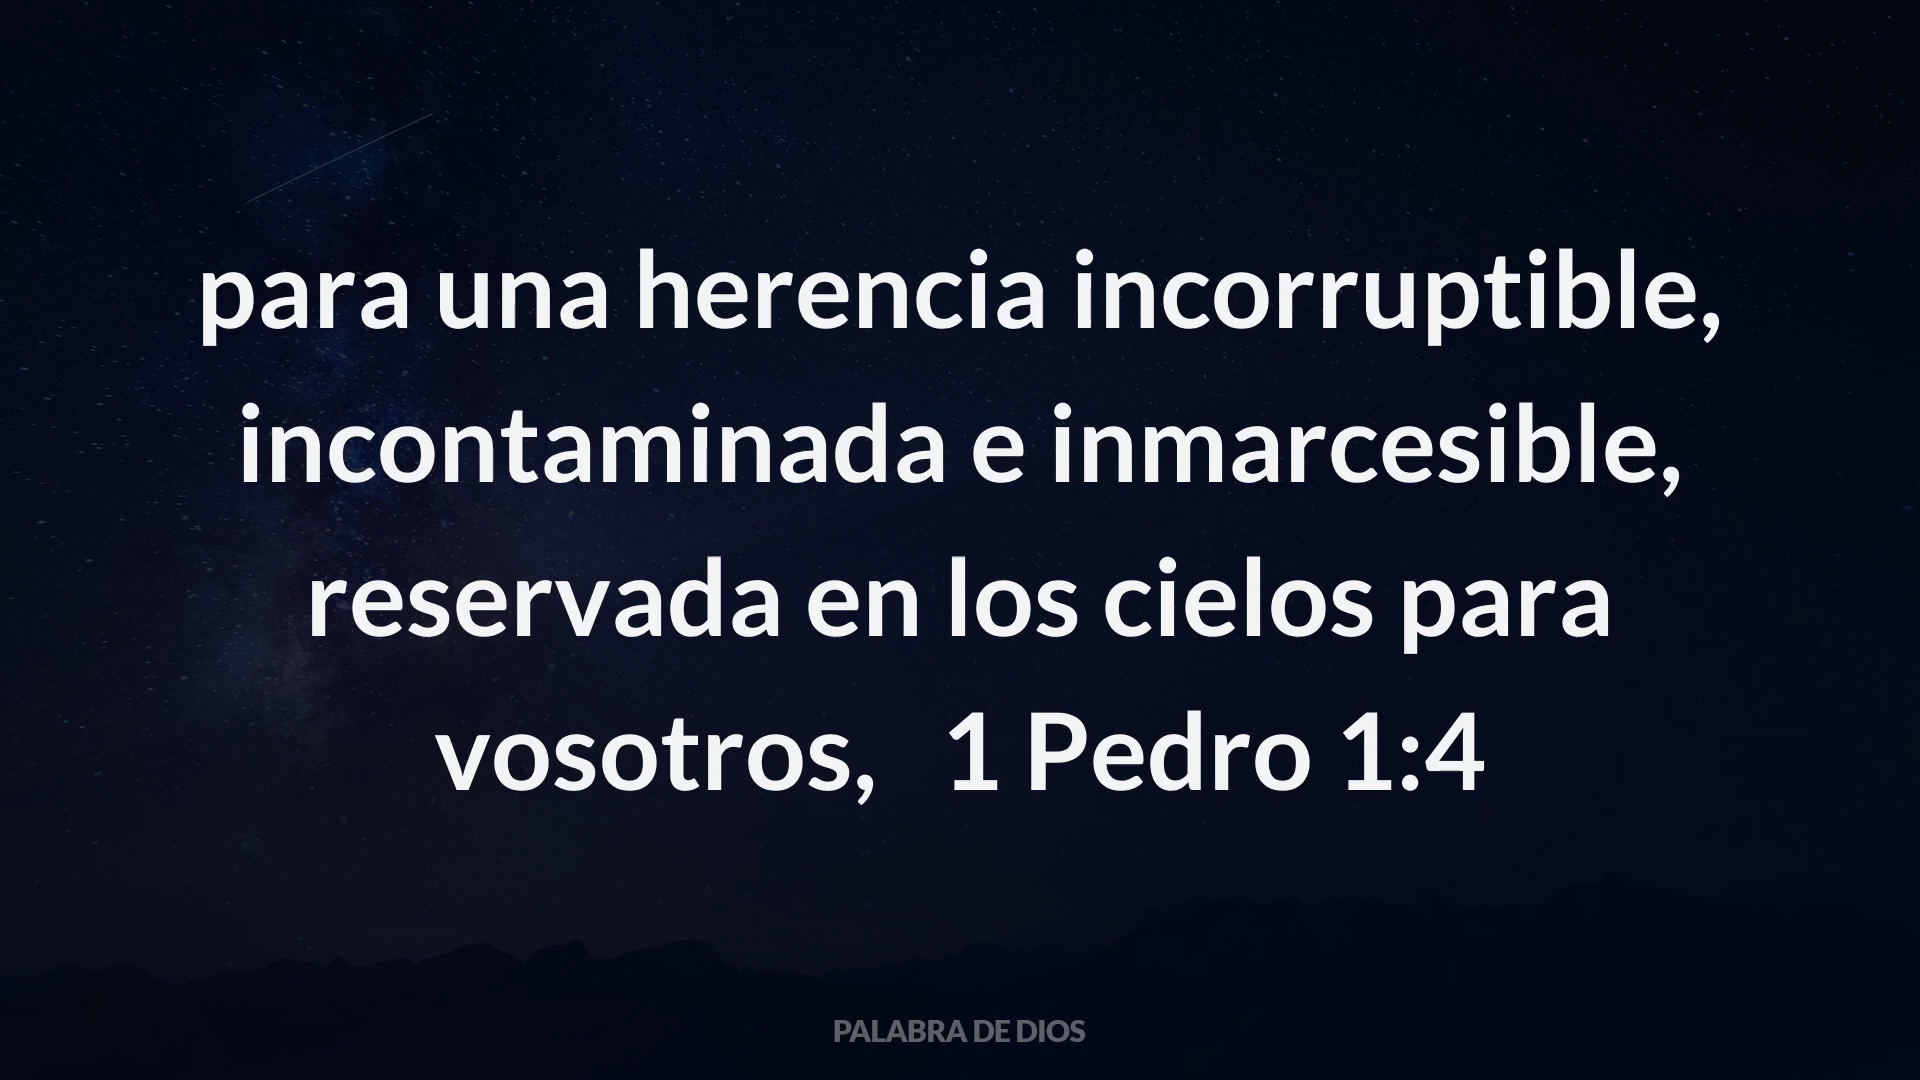 para una herencia incorruptible,
incontaminada e inmarcesible,
reservada en los cielos para
vosotros,   1 Pedro 1:4
PALABRA DE DIOS